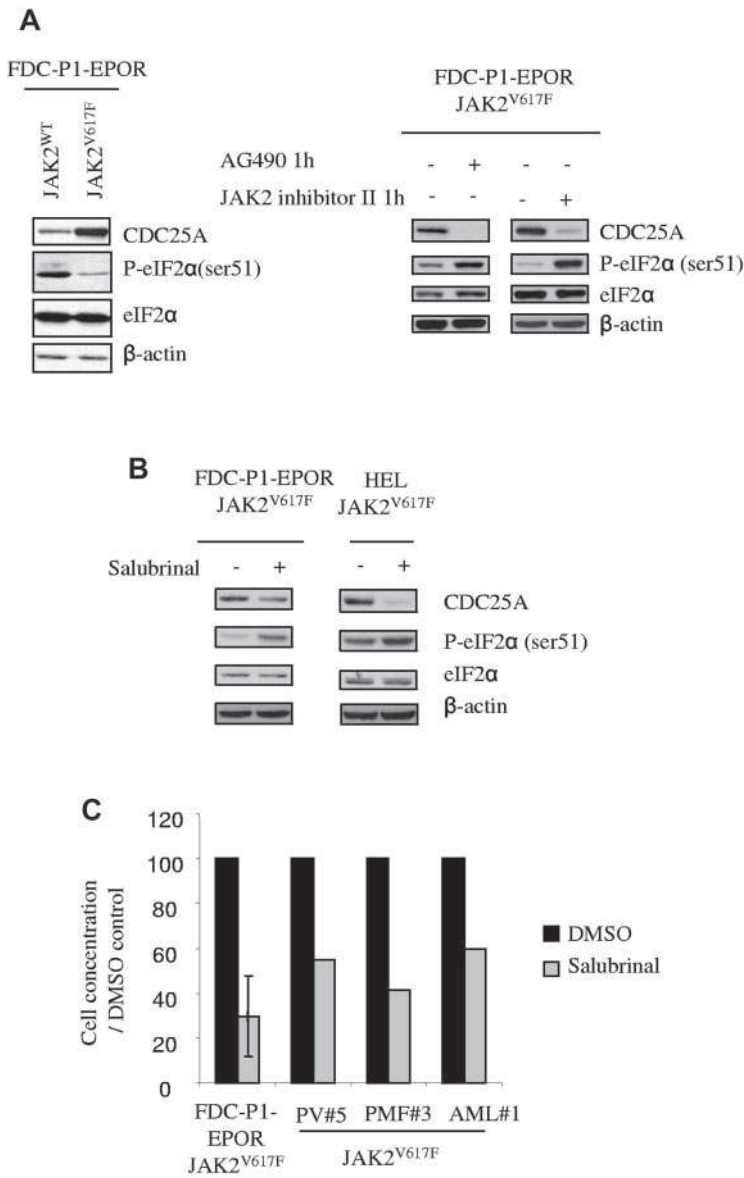 A
FDC-P1-EPOR
JAK2WT
JAK2V617F
CDC25A
P-eIF2α(ser51)
eIF2α
β-actin
FDC-P1-EPOR
JAK2V617F
AG490 1h - + - -
JAK2 inhibitor II 1h - - - +
CDC25A
P-eIF2α (ser51)
eIF2α
β-actin
B
FDC-P1-EPOR
JAK2V617F
HEL
JAK2V617F
Salubrinal - + - +
CDC25A
P-eIF2α (ser51)
eIF2α
β-actin
C
Cell concentration
/ DMSO control
120
100
80
60
40
20
0
DMSO
Salubrinal
FDC-P1-
EPOR
JAK2V617F
PV#5 PMF#3 AML#1
JAK2V617F